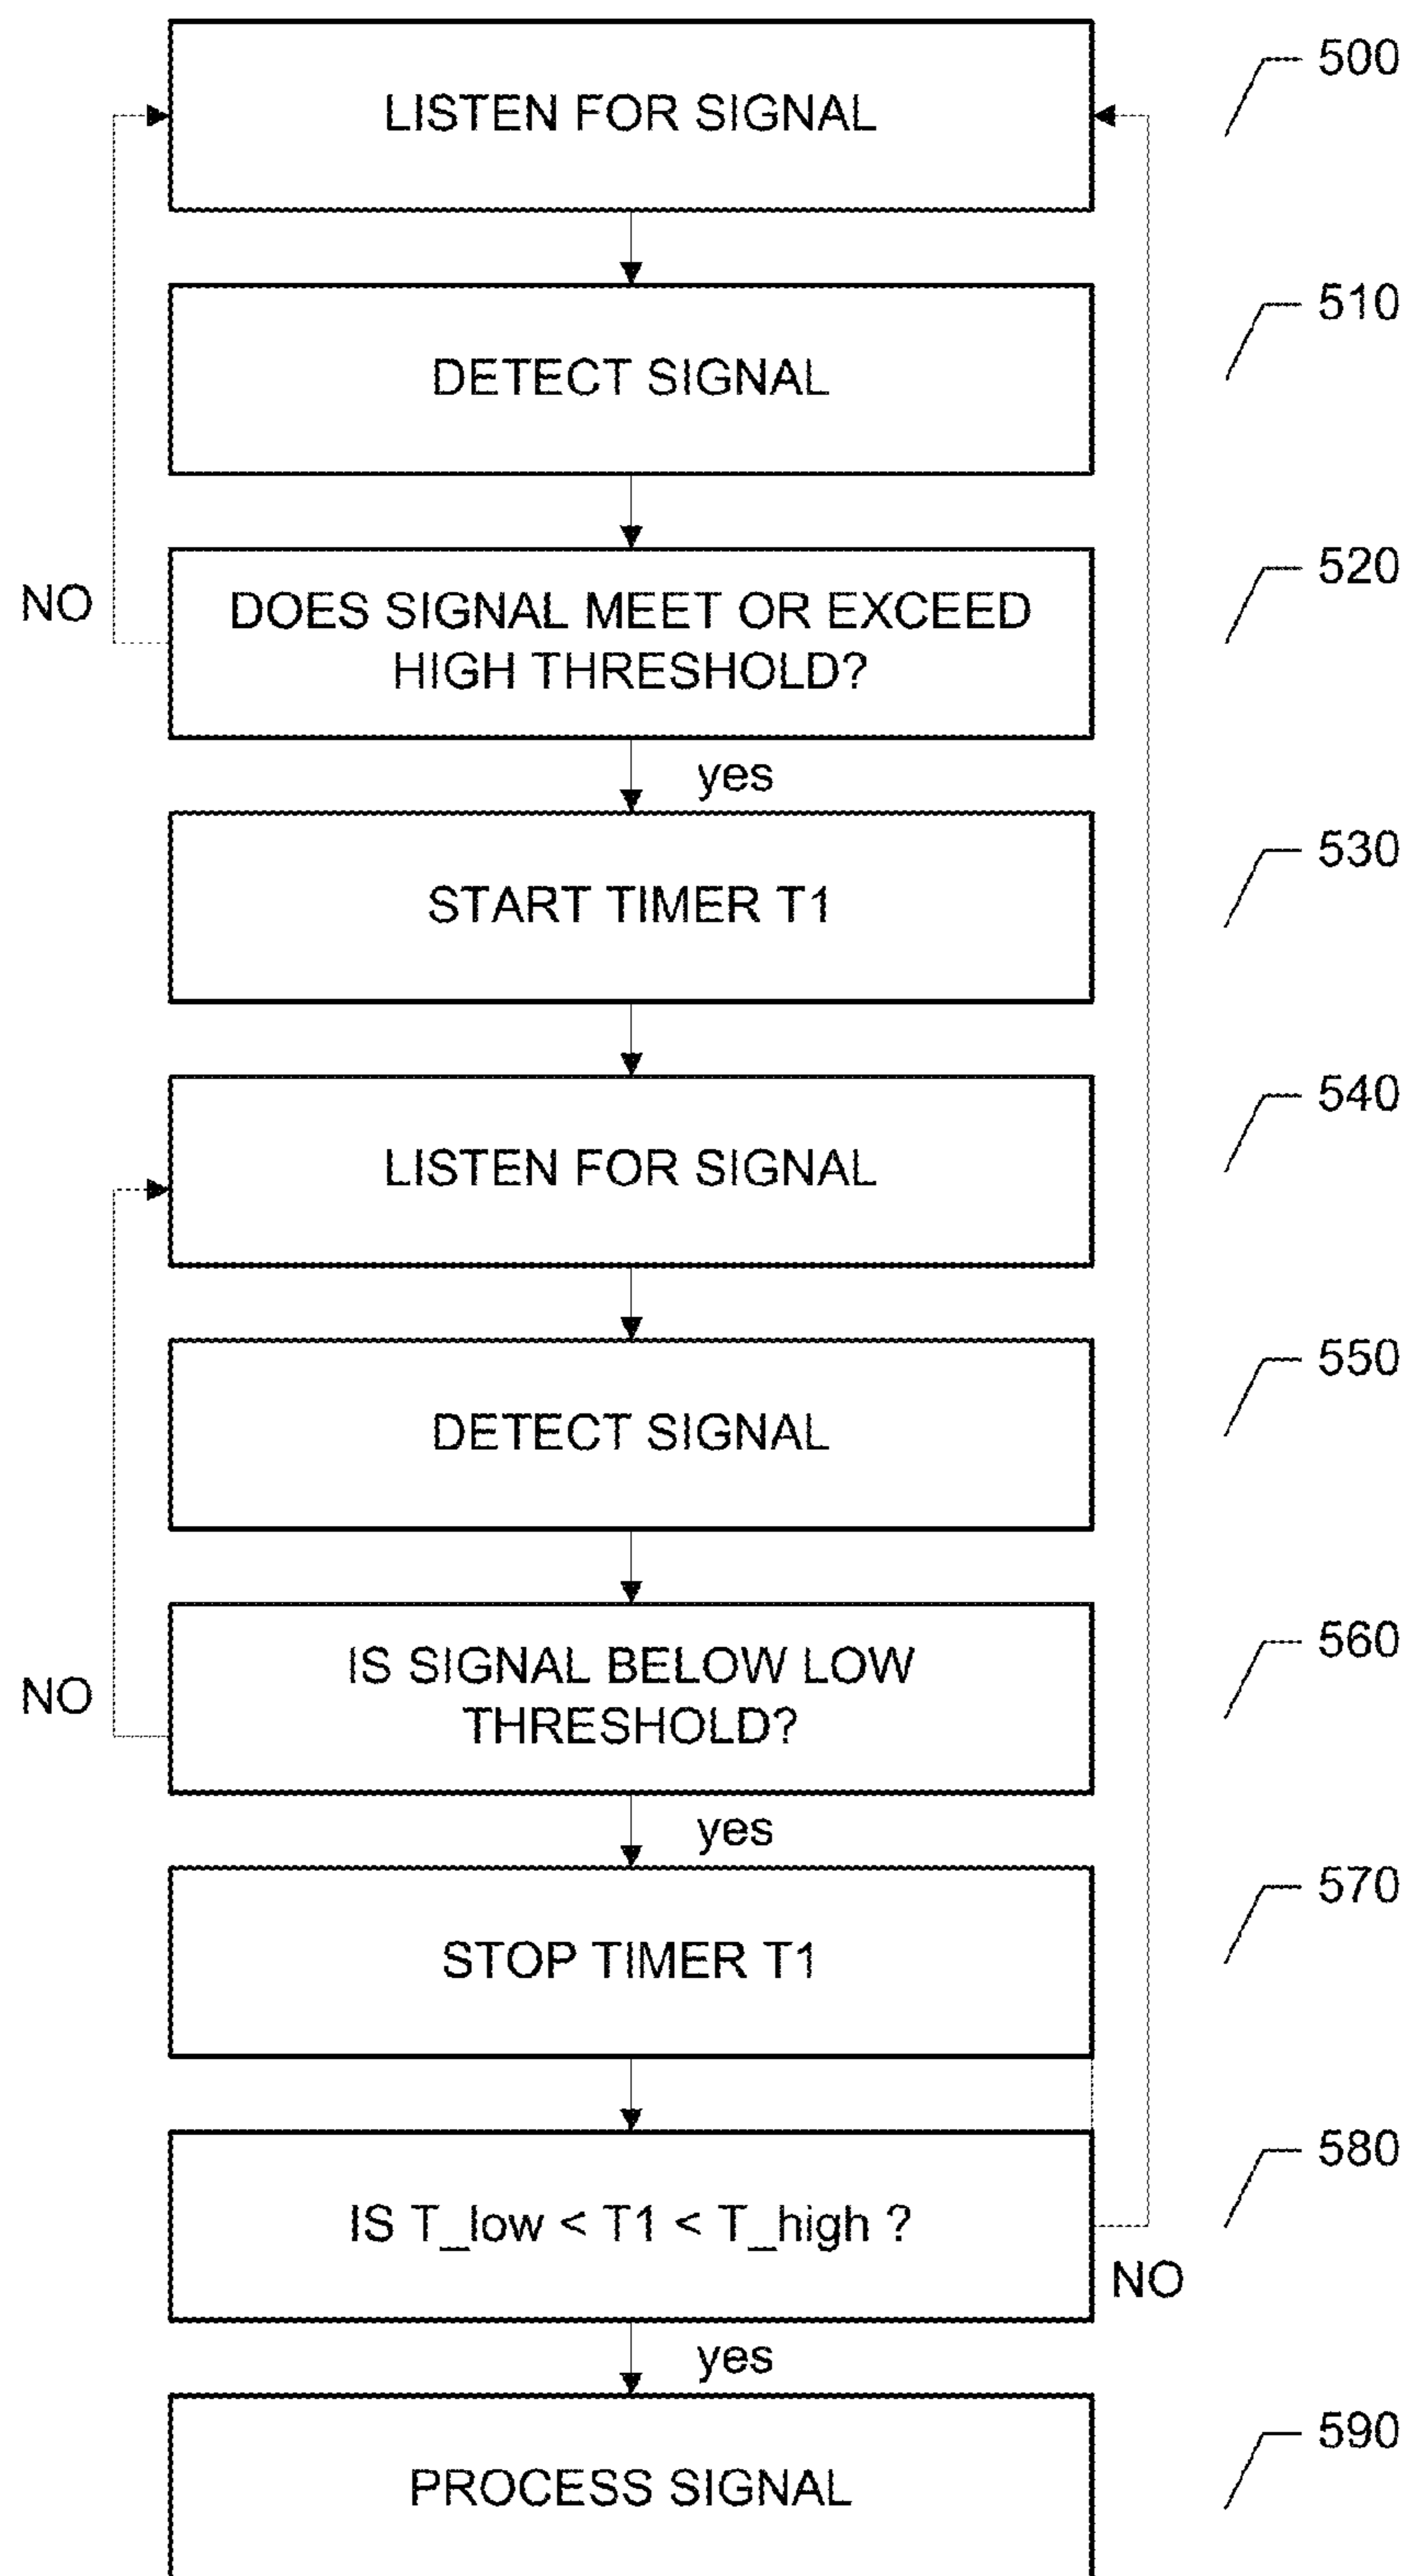 LISTEN FOR SIGNAL
500
DETECT SIGNAL
510
DOES SIGNAL MEET OR EXCEED
HIGH THRESHOLD?
520
NO
yes
START TIMER T1
530
LISTEN FOR SIGNAL
540
DETECT SIGNAL
550
IS SIGNAL BELOW LOW
THRESHOLD?
560
NO
yes
STOP TIMER T1
570
IS T_low < T1 < T_high ?
580
NO
yes
PROCESS SIGNAL
590